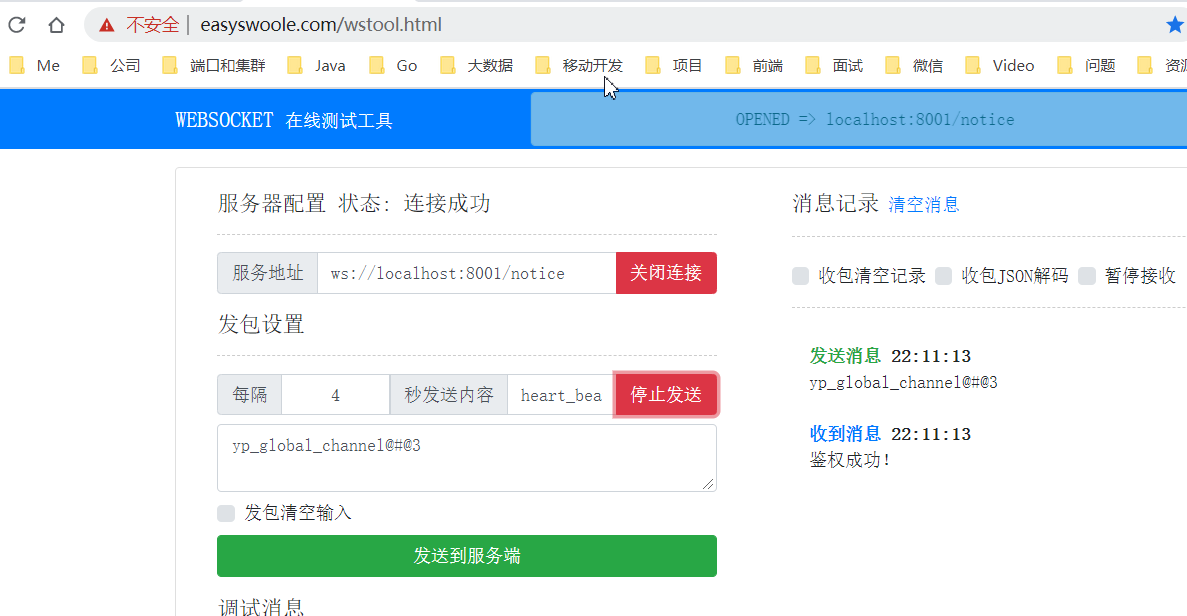 不安全 | easyswoole.com/wstool.html
Me 公司 端口和集群 Java Go 大数据 移动开发 项目 前端 面试 微信 Video 问题
WEBSOCKET 在线测试工具
OPENED => localhost:8001/notice
服务器配置 状态: 连接成功
服务地址 ws://localhost:8001/notice 关闭连接
发包设置
每隔 4 秒发送内容 heart_bea 停止发送
yp_global_channel@#@3
发包清空输入
发送到服务端
调试消息
消息记录 清空消息
收包清空记录 收包JSON解码 暂停接收
发送消息 22:11:13
yp_global_channel@#@3
收到消息 22:11:13
鉴权成功!